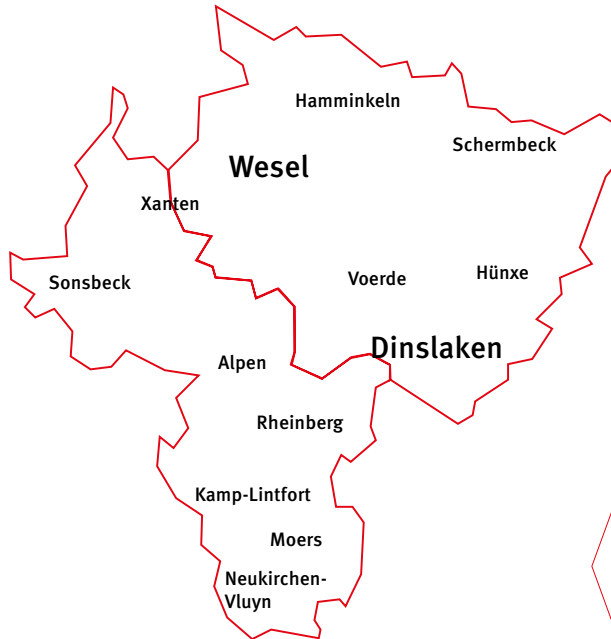 Hamminkeln
Schermbeck
Wesel
Xanten
Sonsbeck
Voerde
Hünxe
Dinslaken
Alpen
Rheinberg
Kamp-Lintfort
Moers
Neukirchen-
Vluyn